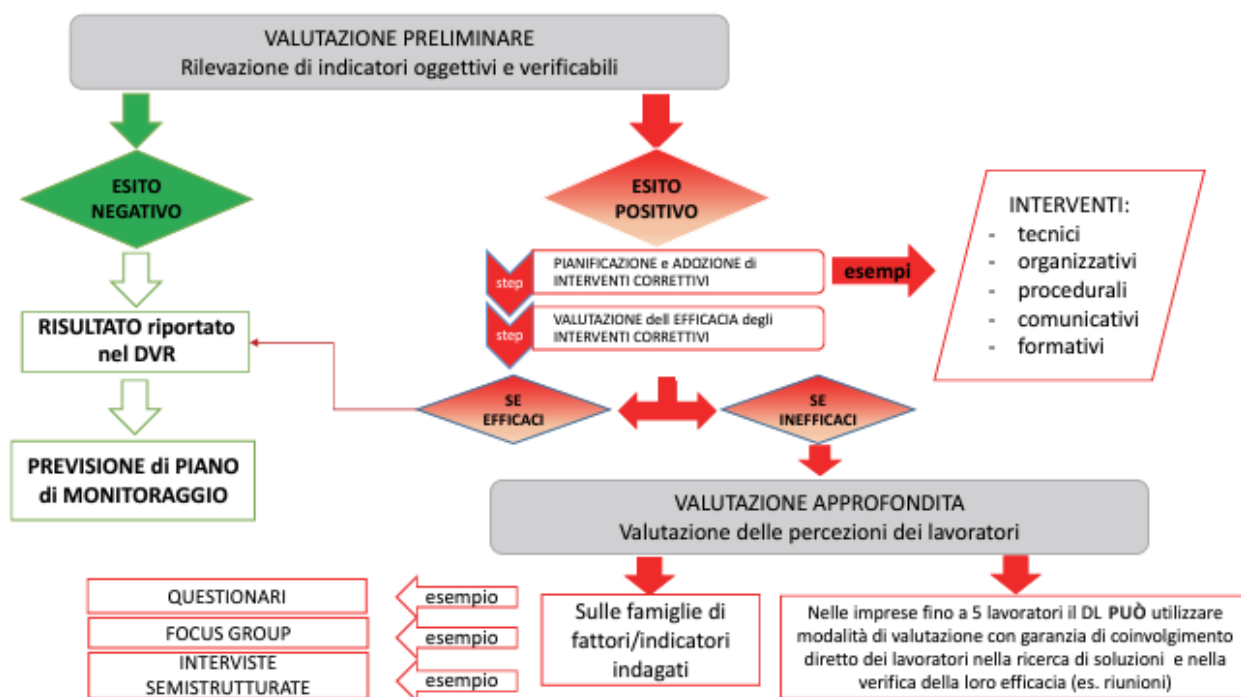 VALUTAZIONE PRELIMINARE
Rilevazione di indicatori oggettivi e verificabili
ESITO
NEGATIVO
ESITO
POSITIVO
INTERVENTI:
- tecnici
- organizzativi
- procedurali
- comunicativi
- formativi
step
PIANIFICAZIONE e ADOZIONE di
INTERVENTI CORRETTIVI
esempi
step
VALUTAZIONE dell EFFICACIA degli
INTERVENTI CORRETTIVI
RISULTATO riportato
nel DVR
SE
EFFICACI
SE
INEFFICACI
PREVISIONE di PIANO
di MONITORAGGIO
VALUTAZIONE APPROFONDITA
Valutazione delle percezioni dei lavoratori
QUESTIONARI
esempio
FOCUS GROUP
esempio
INTERVISTE
SEMISTRUTTURATE
esempio
Sulle famiglie di
fattori/indicatori
indagati
Nelle imprese fino a 5 lavoratori il DL PUÒ utilizzare
modalità di valutazione con garanzia di coinvolgimento
diretto dei lavoratori nella ricerca di soluzioni e nella
verifica della loro efficacia (es. riunioni)